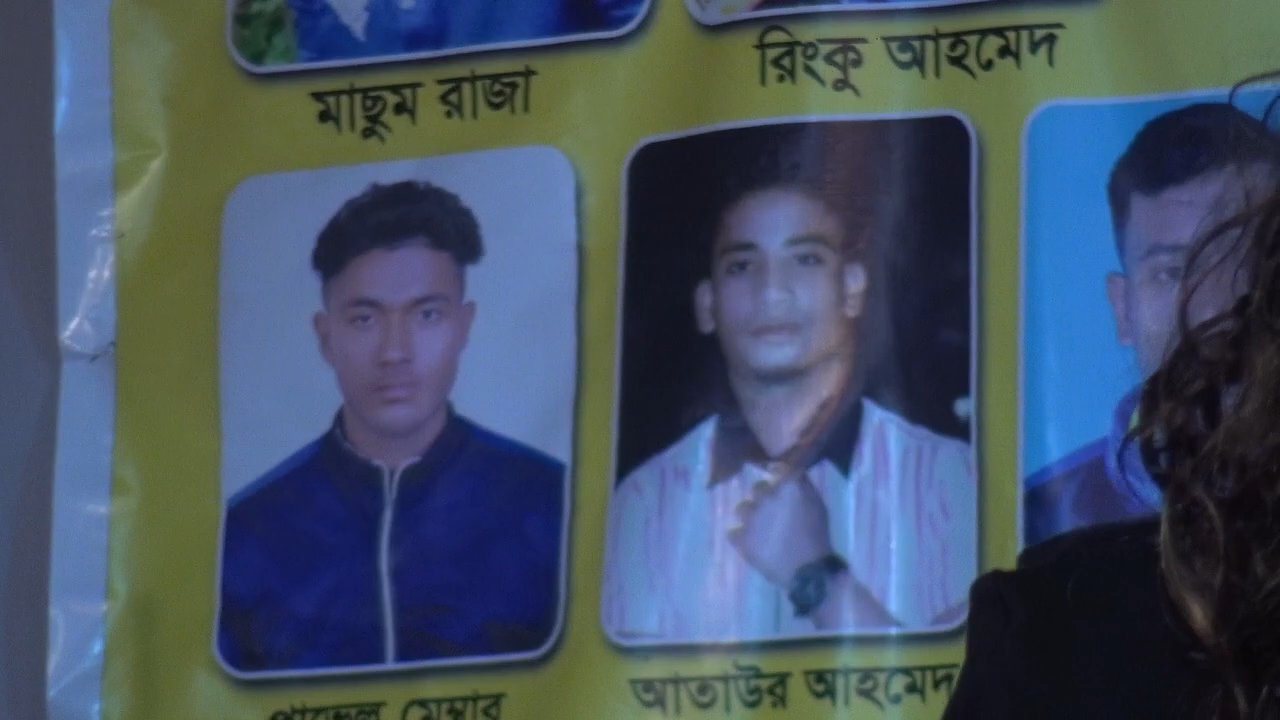 মাছুম রাজা
রিংকু আহমেদ
পাভেল মেম্বার
আতাউর আহমেদ